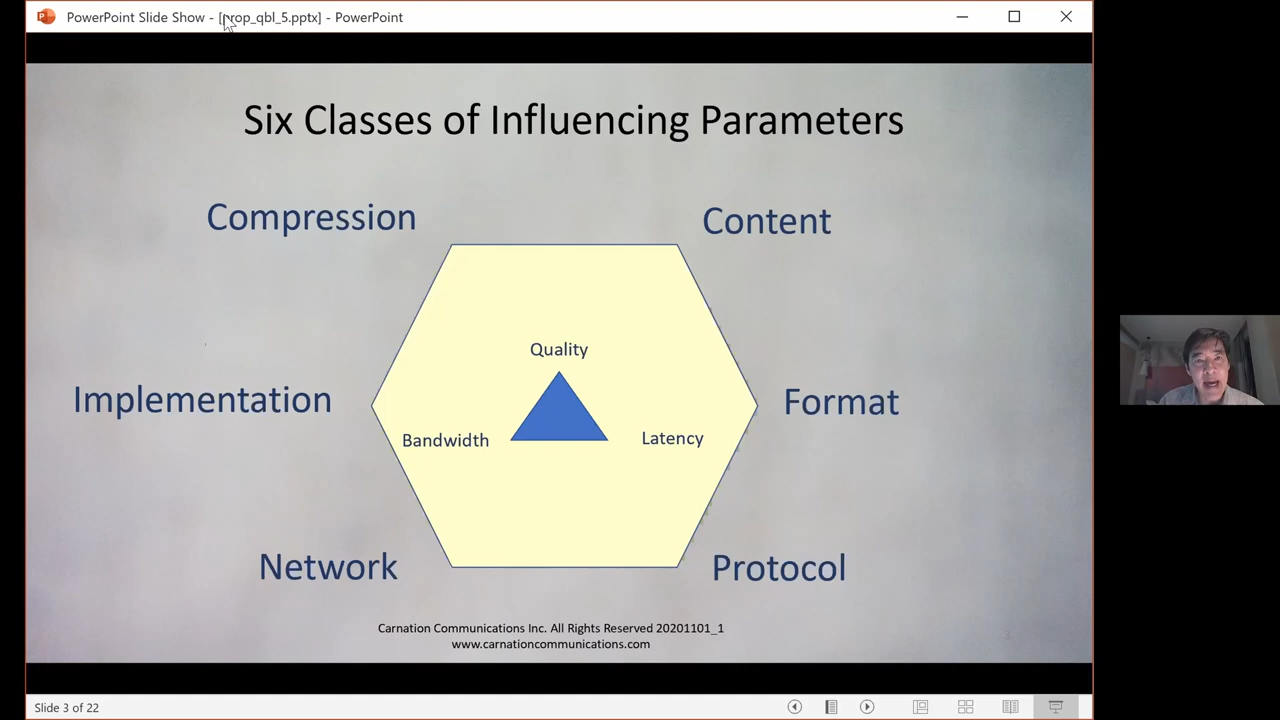 PowerPoint Slide Show - [prop_qbl_5.pptx] - PowerPoint
Six Classes of Influencing Parameters
Compression
Content
Quality
Implementation
Format
Bandwidth
Latency
Network
Protocol
Carnation Communications Inc. All Rights Reserved 20201101_1
www.carnationcommunications.com
3
Slide 3 of 22